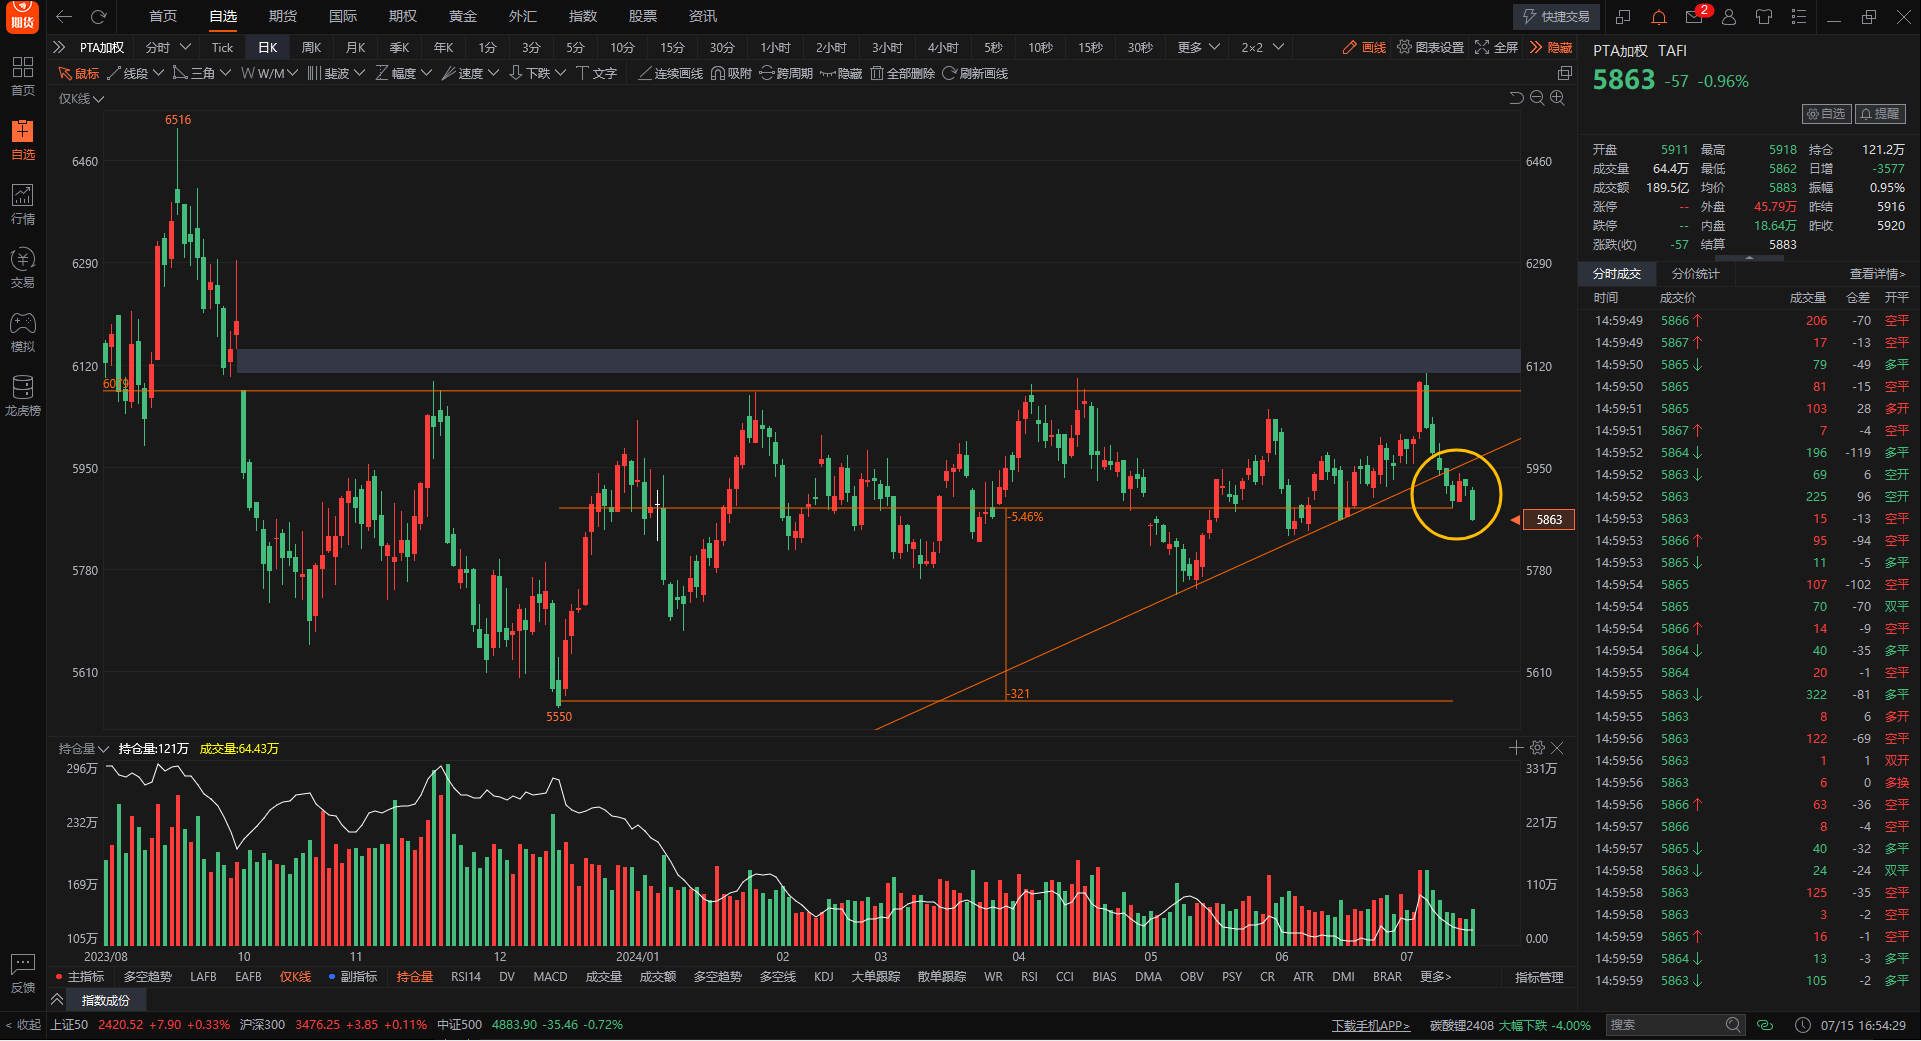 期货 首页 自选 期货 国际 期权 黄金 外汇 指数 股票 资讯 快捷交易 2
PTA加权 分时 Tick 日K 周K 月K 季K 年K 1分 3分 5分 10分 15分 30分 1小时 2小时 3小时 4小时 5秒 10秒 15秒 30秒 更多 2×2 画线 图表设置 全屏 隐藏
鼠标 线段 三角 W/M 斐波 幅度 速度 下跌 文字 连续画线 吸附 跨周期 隐藏 全部删除 刷新画线
仅K线
首页
自选
行情
交易
模拟
龙虎榜
反馈
< 收起
6516
6460 6460
6290 6290
6120 6120
5950 5950
-5.46%
5863
5780 5780
5610 5610
-321
5550
持仓量 持仓量:121万 成交量:64.43万
296万 331万
232万 221万
169万 110万
105万 0.00
2023/08 10 11 12 2024/01 02 03 04 05 06 07
主指标 多空趋势 LAFB EAFB 仅K线 副指标 持仓量 RSI14 DV MACD 成交量 成交额 多空趋势 多空线 KDJ 大单跟踪 散单跟踪 WR RSI CCI BIAS DMA OBV PSY CR ATR DMI BRAR 更多> 指标管理
指数成份
PTA加权 TAFI
5863 -57 -0.96%
自选 提醒
开盘 5911 最高 5918 持仓 121.2万
成交量 64.4万 最低 5862 日增 -3577
成交额 189.5亿 均价 5883 振幅 0.95%
涨停 -- 外盘 45.79万 昨结 5916
跌停 -- 内盘 18.64万 昨收 5920
涨跌(收) -57 结算 5883
分时成交 分价统计 查看详情>
时间 成交价 成交量 仓差 开平
14:59:49 5866↑ 206 -70 空平
14:59:49 5867↑ 17 -13 空平
14:59:50 5865↓ 79 -49 多平
14:59:50 5865 81 -15 空平
14:59:51 5865 103 28 多开
14:59:51 5867↑ 7 -4 空平
14:59:52 5864↓ 196 -119 多平
14:59:52 5863↓ 69 6 空开
14:59:52 5863 225 96 空开
14:59:53 5863 15 -13 空平
14:59:53 5866↑ 95 -94 空平
14:59:53 5865↓ 11 -5 多平
14:59:54 5865 107 -102 空平
14:59:54 5865 70 -70 双平
14:59:54 5866↑ 14 -9 空平
14:59:54 5864↓ 40 -35 多平
14:59:55 5864 20 -1 空平
14:59:55 5863↓ 322 -81 多平
14:59:55 5863 8 6 多开
14:59:56 5863 122 -69 空平
14:59:56 5863 1 1 双开
14:59:56 5863 6 0 多换
14:59:56 5866↑ 63 -36 空平
14:59:57 5866 8 -4 空平
14:59:57 5865↓ 40 -32 多平
14:59:58 5863↓ 24 -24 双平
14:59:58 5863 125 -35 空平
14:59:58 5863 3 -2 空平
14:59:59 5865↑ 16 -1 空平
14:59:59 5864↓ 13 -3 多平
14:59:59 5863↓ 105 -2 多平
上证50 2420.52 +7.90 +0.33% 沪深300 3476.25 +3.85 +0.11% 中证500 4883.90 -35.46 -0.72% 下载手机APP> 碳酸锂2408 大幅下跌 -4.00% 搜索 07/15 16:54:29